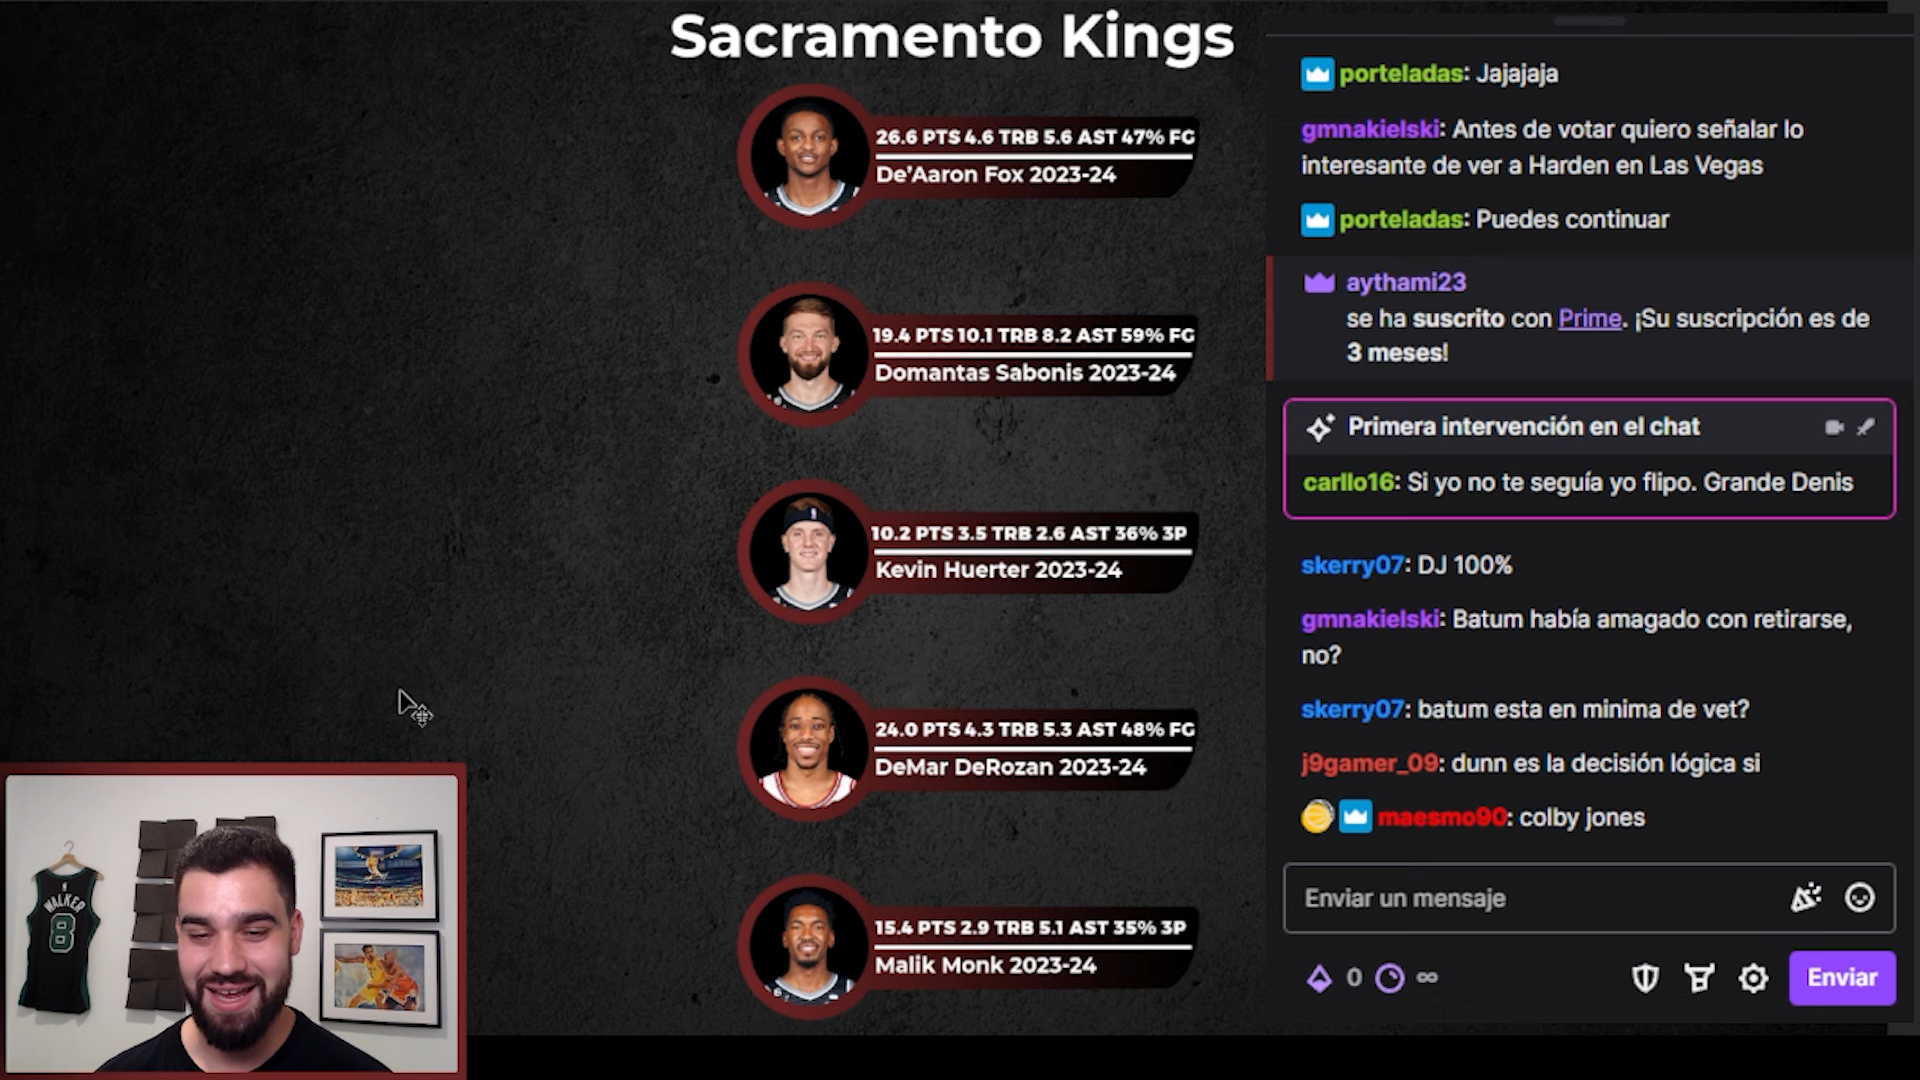 Sacramento Kings
26.6 PTS 4.6 TRB 5.6 AST 47% FG
De'Aaron Fox 2023-24
19.4 PTS 10.1 TRB 8.2 AST 59% FG
Domantas Sabonis 2023-24
10.2 PTS 3.5 TRB 2.6 AST 36% 3P
Kevin Huerter 2023-24
24.0 PTS 4.3 TRB 5.3 AST 48% FG
DeMar DeRozan 2023-24
15.4 PTS 2.9 TRB 5.1 AST 35% 3P
Malik Monk 2023-24
WALKER
8
porteladas: Jajajaja
gmnakielski: Antes de votar quiero señalar lo
interesante de ver a Harden en Las Vegas
porteladas: Puedes continuar
aythami23
se ha suscrito con Prime. ¡Su suscripción es de
3 meses!
Primera intervención en el chat
carllo16: Si yo no te seguía yo flipo. Grande Denis
skerry07: DJ 100%
gmnakielski: Batum había amagado con retirarse,
no?
skerry07: batum esta en minima de vet?
j9gamer_09: dunn es la decisión lógica si
maesmo90: colby jones
Enviar un mensaje
0 ∞
Enviar